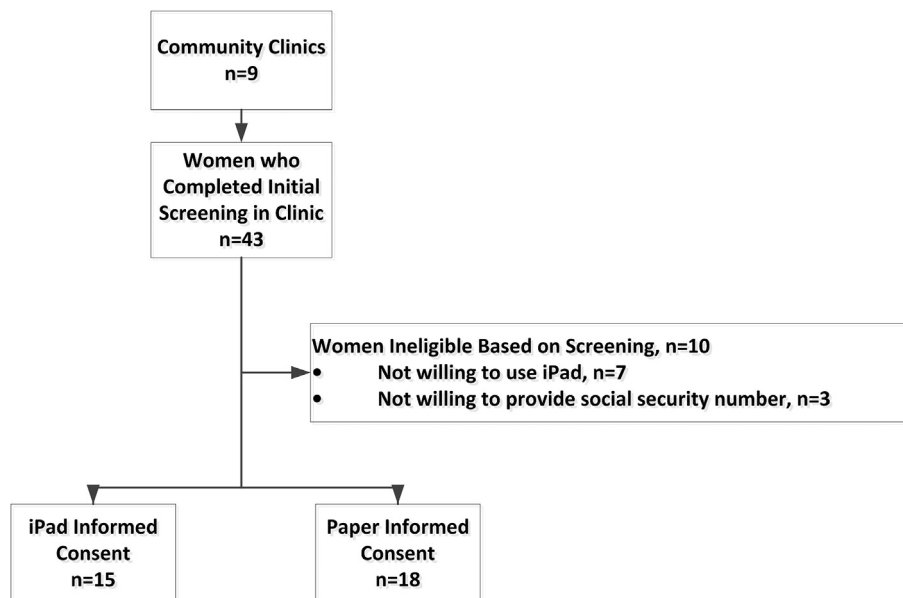 Community Clinics
n=9
Women who
Completed Initial
Screening in Clinic
n=43
Women Ineligible Based on Screening, n=10
• Not willing to use iPad, n=7
• Not willing to provide social security number, n=3
iPad Informed
Consent
n=15
Paper Informed
Consent
n=18